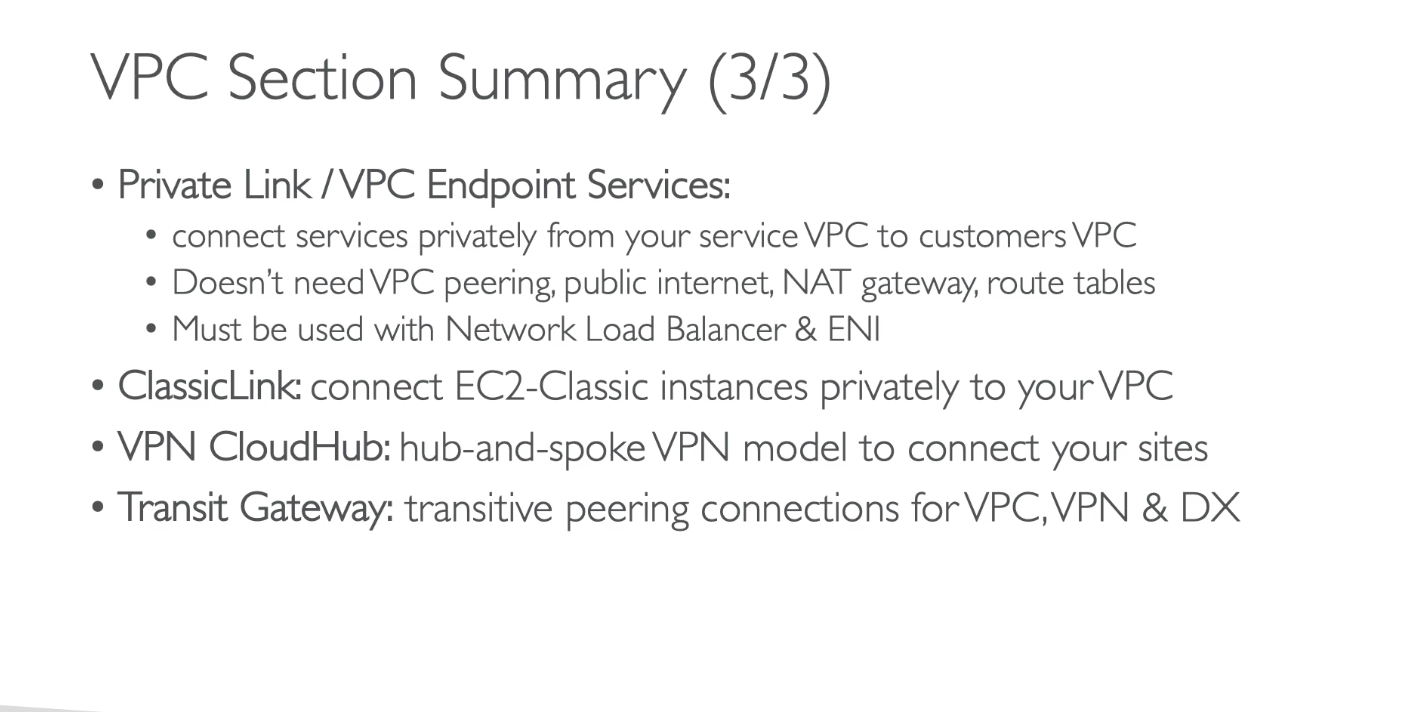 VPC Section Summary (3/3)
• Private Link / VPC Endpoint Services:
• connect services privately from your service VPC to customers VPC
• Doesn't need VPC peering, public internet, NAT gateway, route tables
• Must be used with Network Load Balancer & ENI
• ClassicLink: connect EC2-Classic instances privately to your VPC
• VPN CloudHub: hub-and-spoke VPN model to connect your sites
• Transit Gateway: transitive peering connections for VPC, VPN & DX